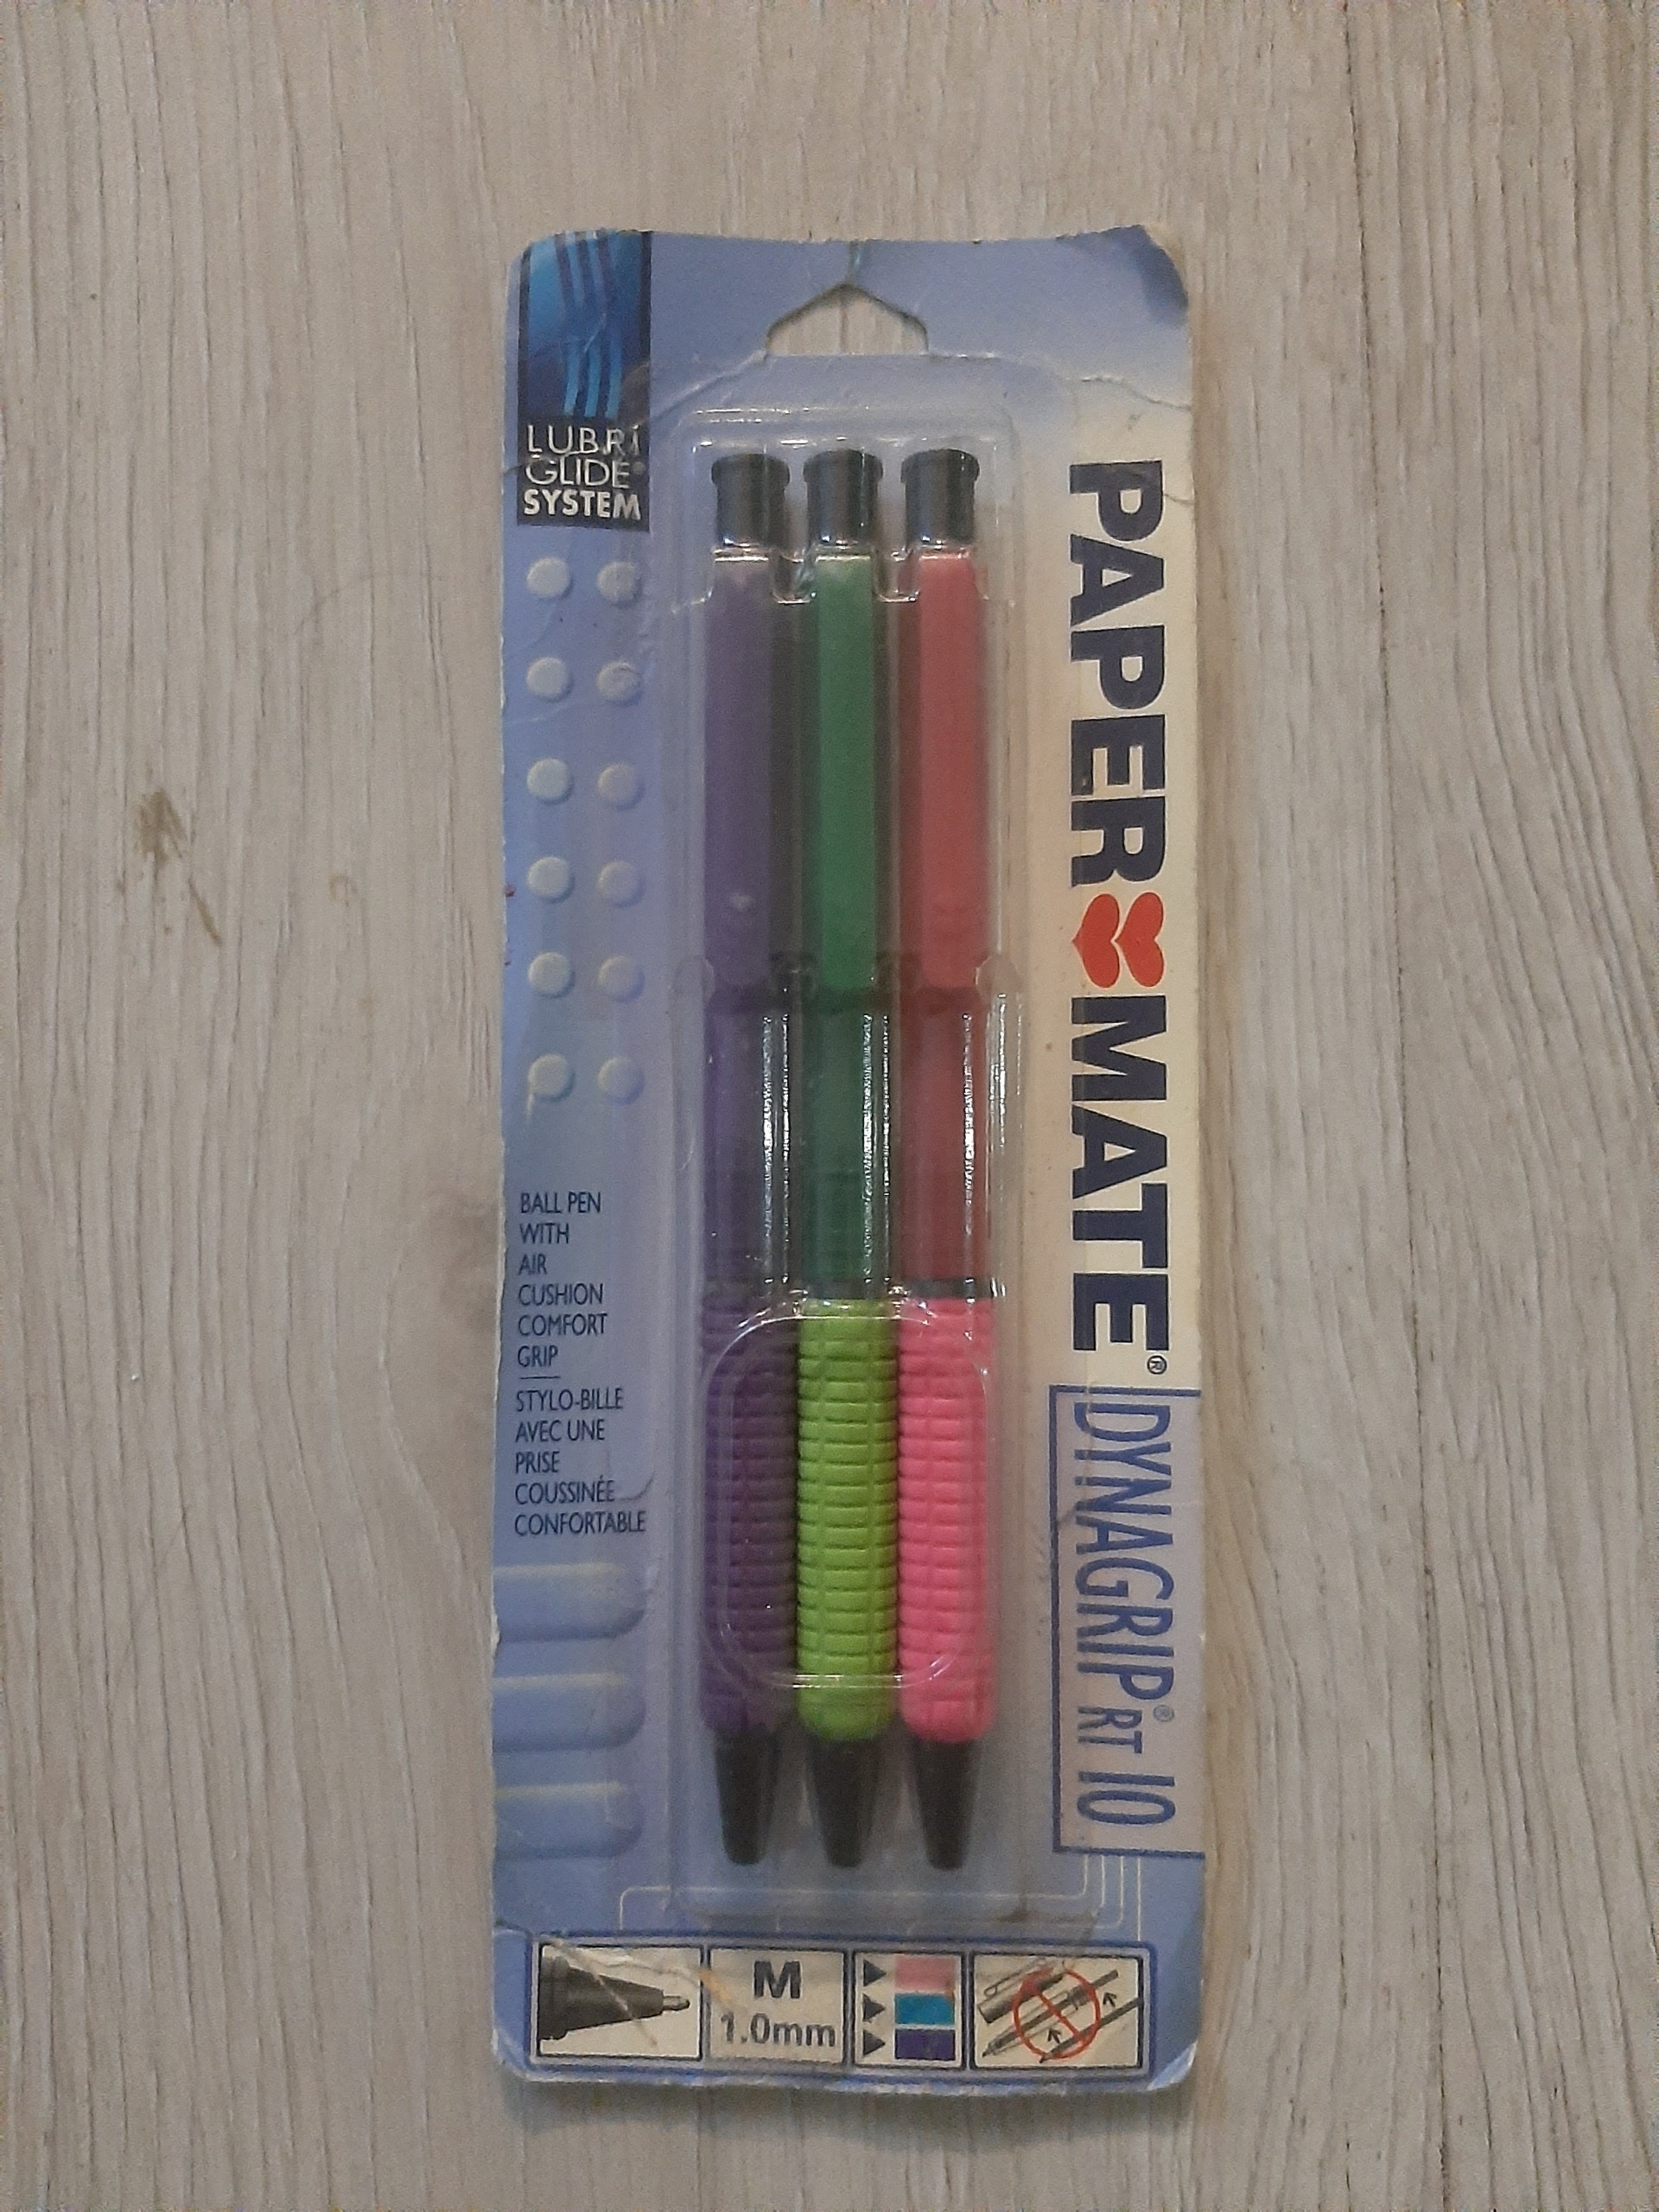 LUBRI
GLIDE®
SYSTEM
PAPER MATE®
DYNAGRIP® RT 10
BALL PEN
WITH
AIR
CUSHION
COMFORT
GRIP
STYLO-BILLE
AVEC UNE
PRISE
COUSSINÉE
CONFORTABLE
M
1.0mm